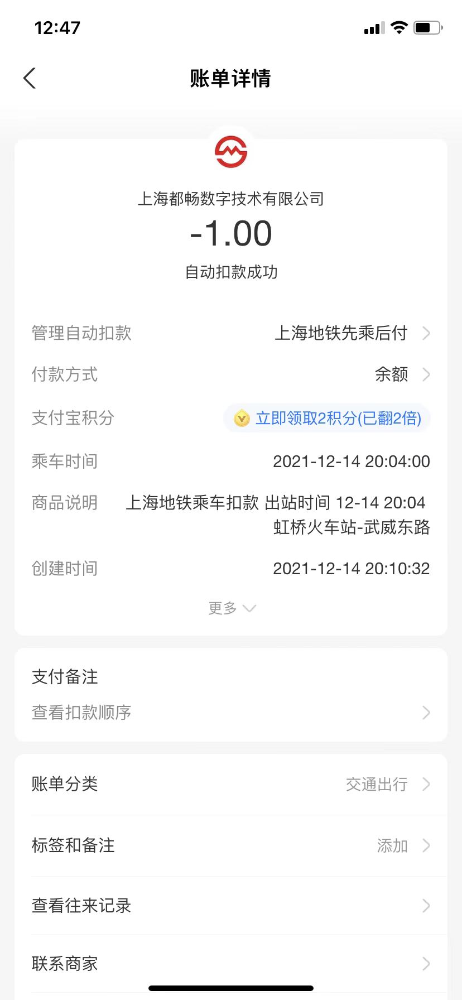 12:47
账单详情
上海都畅数字技术有限公司
-1.00
自动扣款成功
管理自动扣款 上海地铁先乘后付
付款方式 余额
支付宝积分 立即领取2积分(已翻2倍)
乘车时间 2021-12-14 20:04:00
商品说明 上海地铁乘车扣款 出站时间 12-14 20:04
虹桥火车站-武威东路
创建时间 2021-12-14 20:10:32
更多
支付备注
查看扣款顺序
账单分类 交通出行
标签和备注 添加
查看往来记录
联系商家